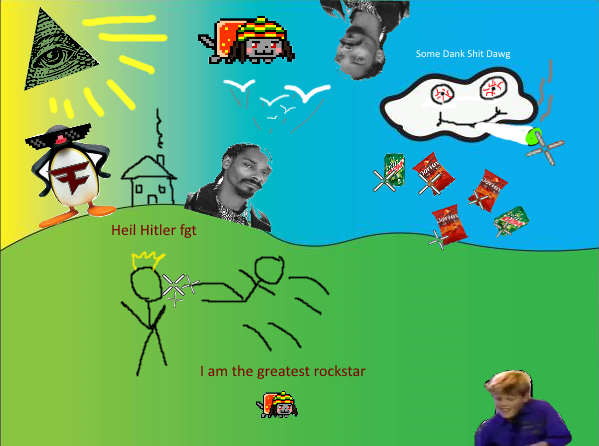 Some Dank Shit Dawg
Heil Hitler fgt
I am the greatest rockstar